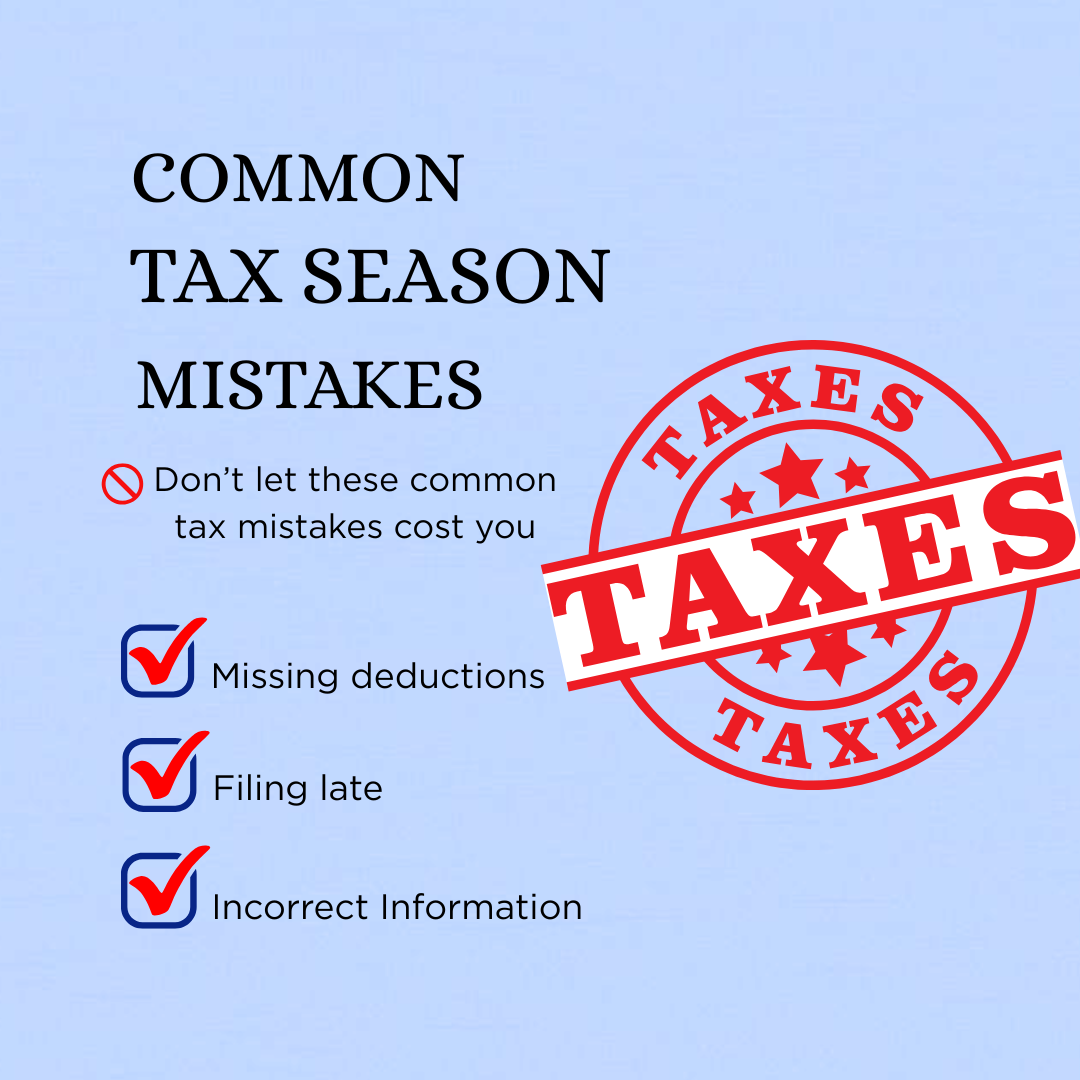 COMMON
TAX SEASON
MISTAKES
Don’t let these common
tax mistakes cost you
Missing deductions
Filing late
Incorrect Information
TAXES
TAXES
TAXES